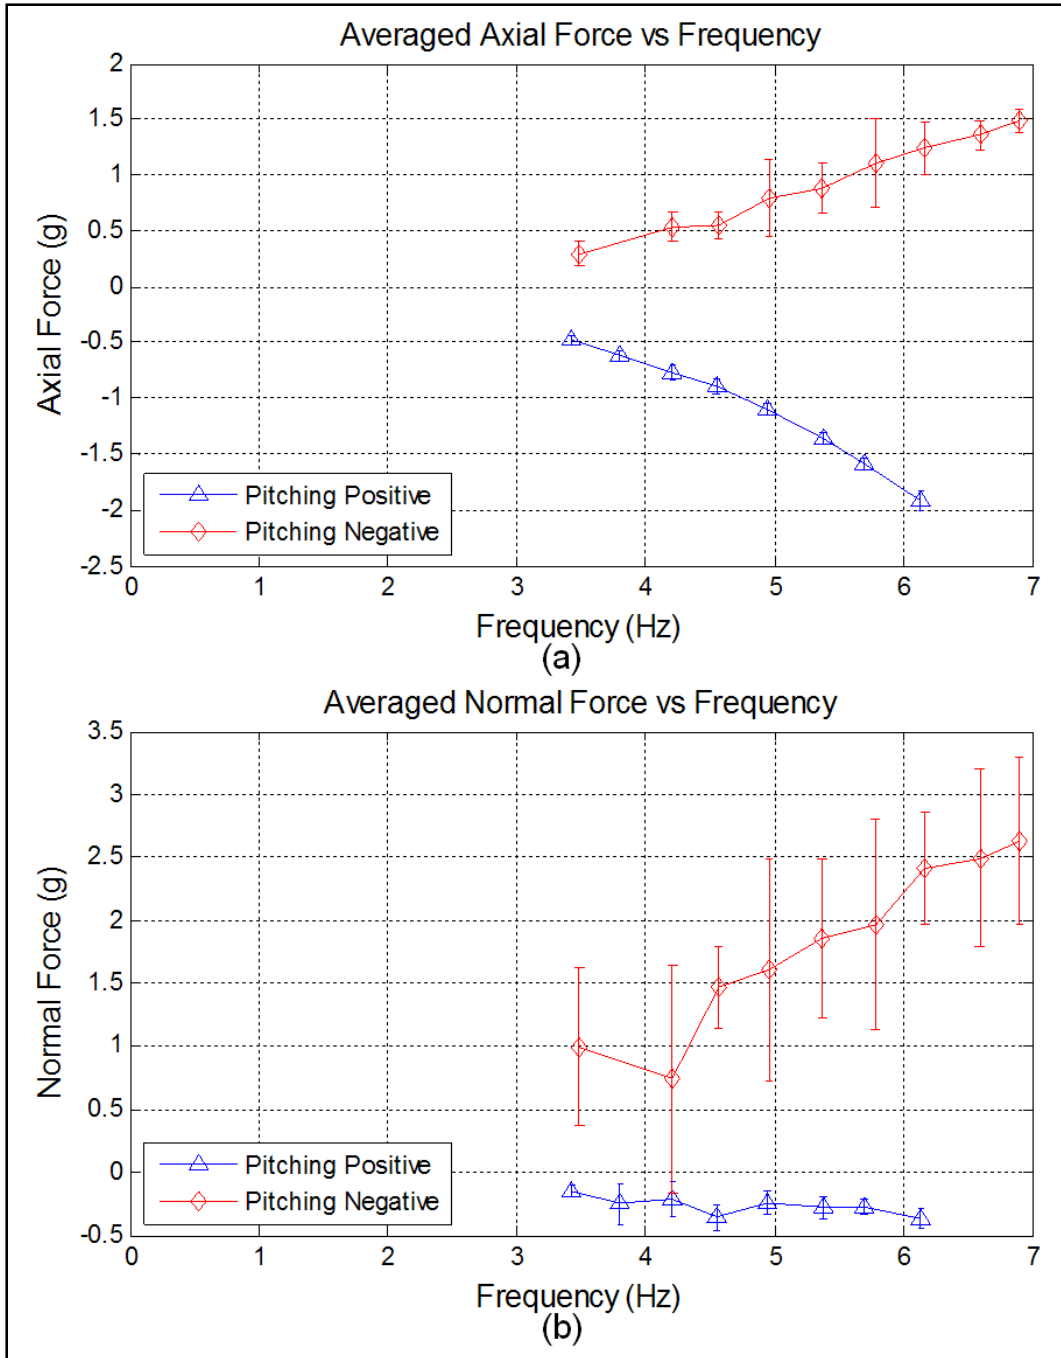 Averaged Axial Force vs Frequency
2
1.5
1
0.5
0
-0.5
-1
-1.5
-2
-2.5
Axial Force (g)
Pitching Positive
Pitching Negative
0 1 2 3 4 5 6 7
Frequency (Hz)
(a)
Averaged Normal Force vs Frequency
3.5
3
2.5
2
1.5
1
0.5
0
-0.5
Normal Force (g)
Pitching Positive
Pitching Negative
0 1 2 3 4 5 6 7
Frequency (Hz)
(b)